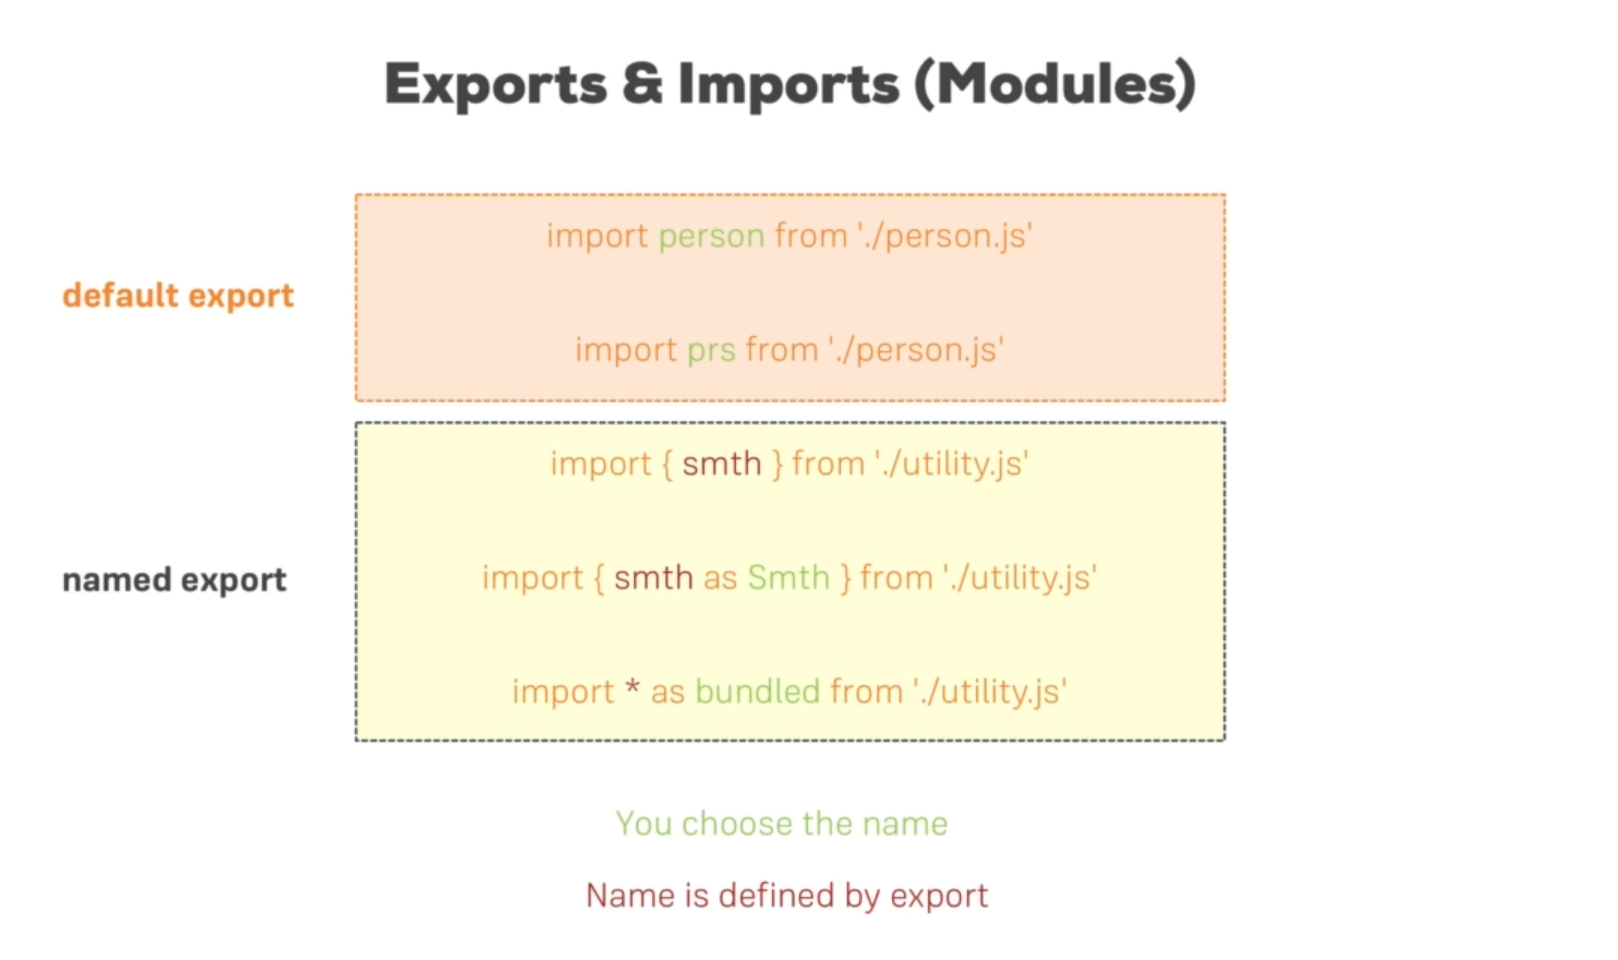 Exports & Imports (Modules)
default export
import person from './person.js'
import prs from './person.js'
named export
import { smth } from './utility.js'
import { smth as Smth } from './utility.js'
import * as bundled from './utility.js'
You choose the name
Name is defined by export